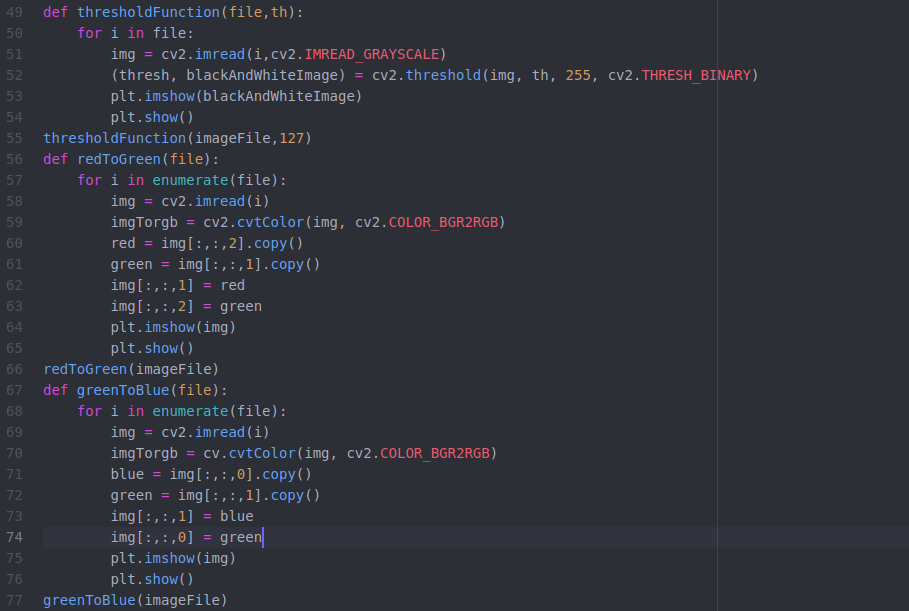 49 def thresholdFunction(file,th):
50     for i in file:
51         img = cv2.imread(i,cv2.IMREAD_GRAYSCALE)
52         (thresh, blackAndWhiteImage) = cv2.threshold(img, th, 255, cv2.THRESH_BINARY)
53         plt.imshow(blackAndWhiteImage)
54         plt.show()
55 thresholdFunction(imageFile,127)
56 def redToGreen(file):
57     for i in enumerate(file):
58         img = cv2.imread(i)
59         imgTorgb = cv2.cvtColor(img, cv2.COLOR_BGR2RGB)
60         red = img[:,:,2].copy()
61         green = img[:,:,1].copy()
62         img[:,:,1] = red
63         img[:,:,2] = green
64         plt.imshow(img)
65         plt.show()
66 redToGreen(imageFile)
67 def greenToBlue(file):
68     for i in enumerate(file):
69         img = cv2.imread(i)
70         imgTorgb = cv.cvtColor(img, cv2.COLOR_BGR2RGB)
71         blue = img[:,:,0].copy()
72         green = img[:,:,1].copy()
73         img[:,:,1] = blue
74         img[:,:,0] = green
75         plt.imshow(img)
76         plt.show()
77 greenToBlue(imageFile)